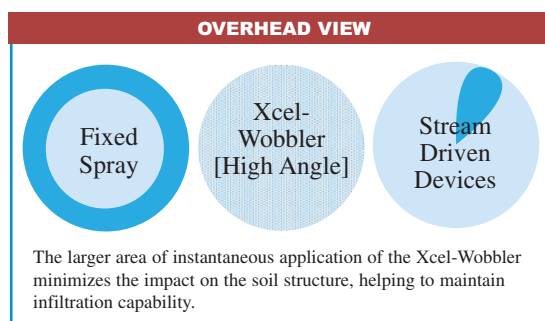 OVERHEAD VIEW
Fixed
Spray
Xcel-
Wobbler
[High Angle]
Stream
Driven
Devices
The larger area of instantaneous application of the Xcel-Wobbler
minimizes the impact on the soil structure, helping to maintain
infiltration capability.